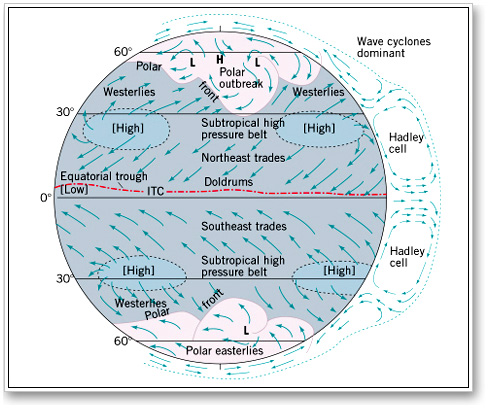 Wave cyclones
dominant
60°
L H L
Polar
Polar
outbreak
front
Westerlies
Westerlies
30°
Subtropical high
pressure belt
[High]
[High]
Hadley
cell
Northeast trades
Equatorial trough
[Low]
ITC
Doldrums
0°
Southeast trades
Hadley
cell
Subtropical high
pressure belt
[High]
[High]
30°
Westerlies
Polar
front
L
60°
Polar easterlies